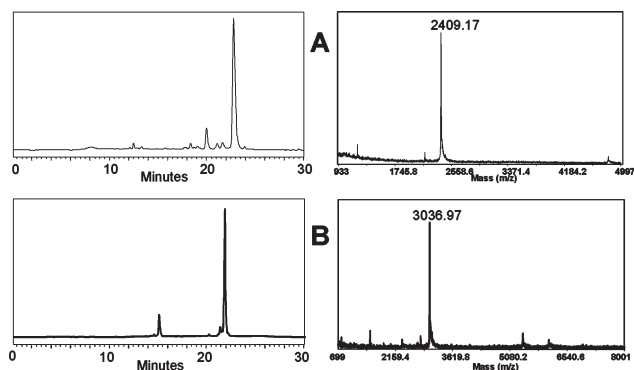 A
2409.17
0 10 20 30
Minutes
933 1745.8 2558.6 3371.4 4184.2 4997
Mass (m/z)
B
3036.97
0 10 20 30
Minutes
699 2159.4 3619.8 5080.2 6540.6 8001
Mass (m/z)